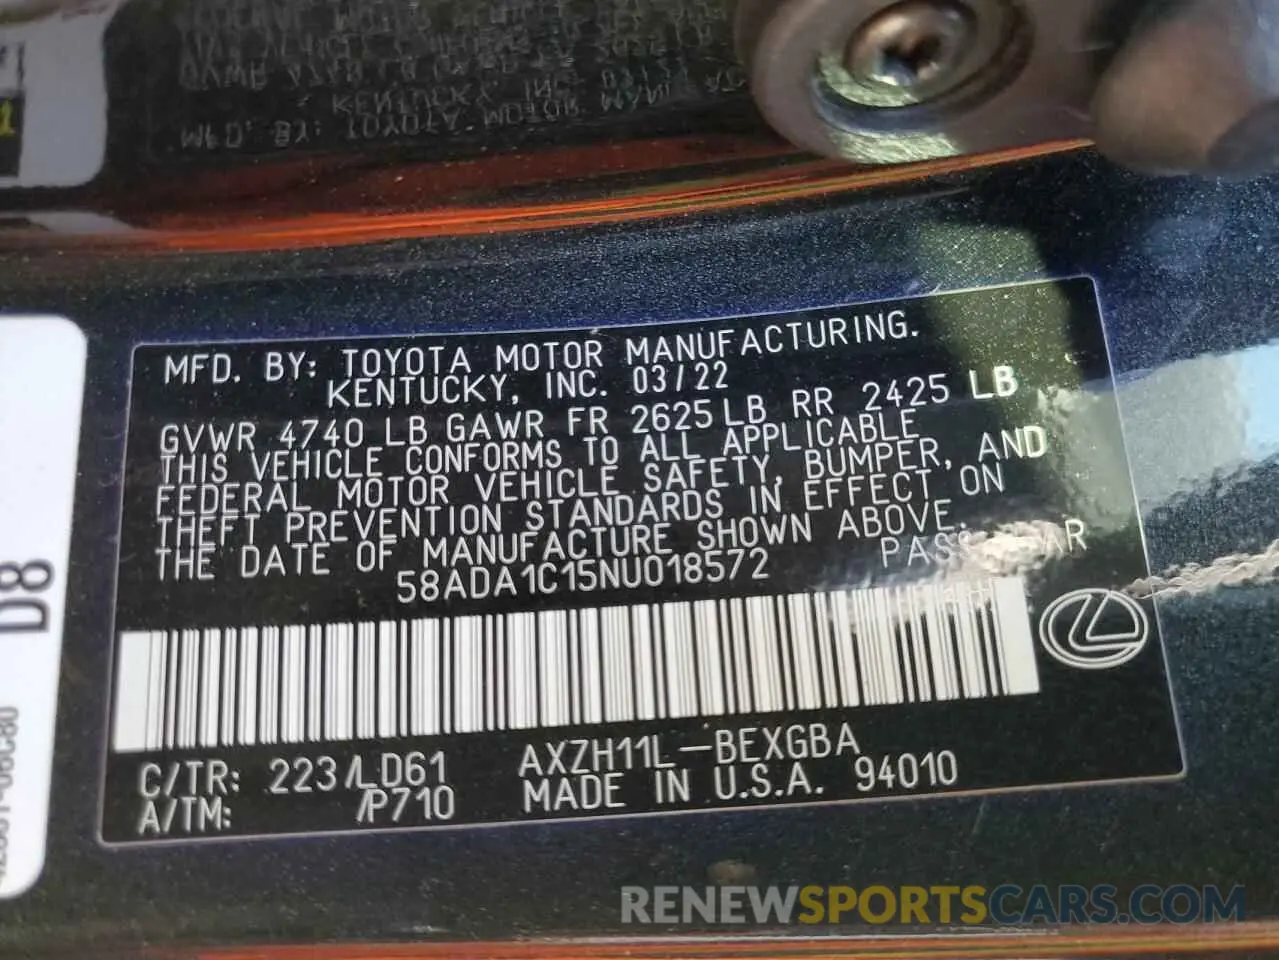 MFD. BY: TOYOTA MOTOR MANUFACTURING.
KENTUCKY, INC. 03/22
GVWR 4740 LB GAWR FR 2625 LB RR 2425 LB
THIS VEHICLE CONFORMS TO ALL APPLICABLE
FEDERAL MOTOR VEHICLE SAFETY, BUMPER, AND
THEFT PREVENTION STANDARDS IN EFFECT ON
THE DATE OF MANUFACTURE SHOWN ABOVE.
58ADA1C15NU018572
C/TR: 223/LD61 AXZH11L-BEXGBA
A/TM: /P710 MADE IN U.S.A. 94010
D8
RENEWSPORTSCARS.COM